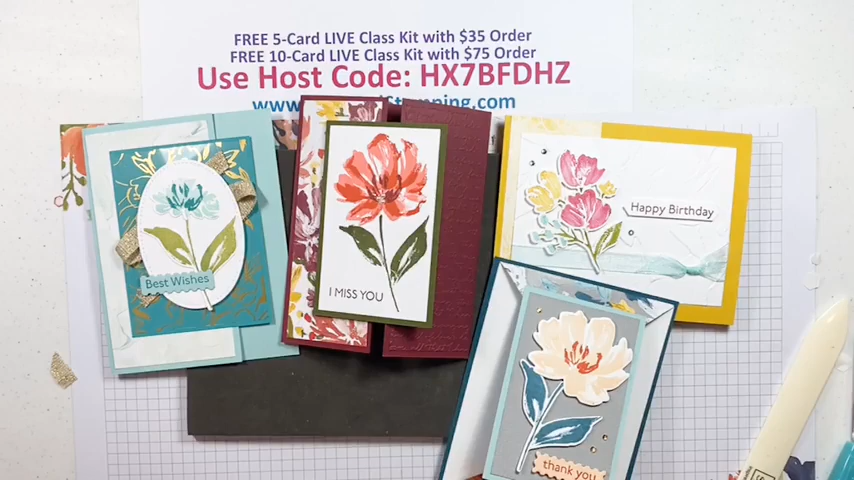 FREE 5-Card LIVE Class Kit with $35 Order
FREE 10-Card LIVE Class Kit with $75 Order
Use Host Code: HX7BFDHZ
Best Wishes
I MISS YOU
Happy Birthday
thank you